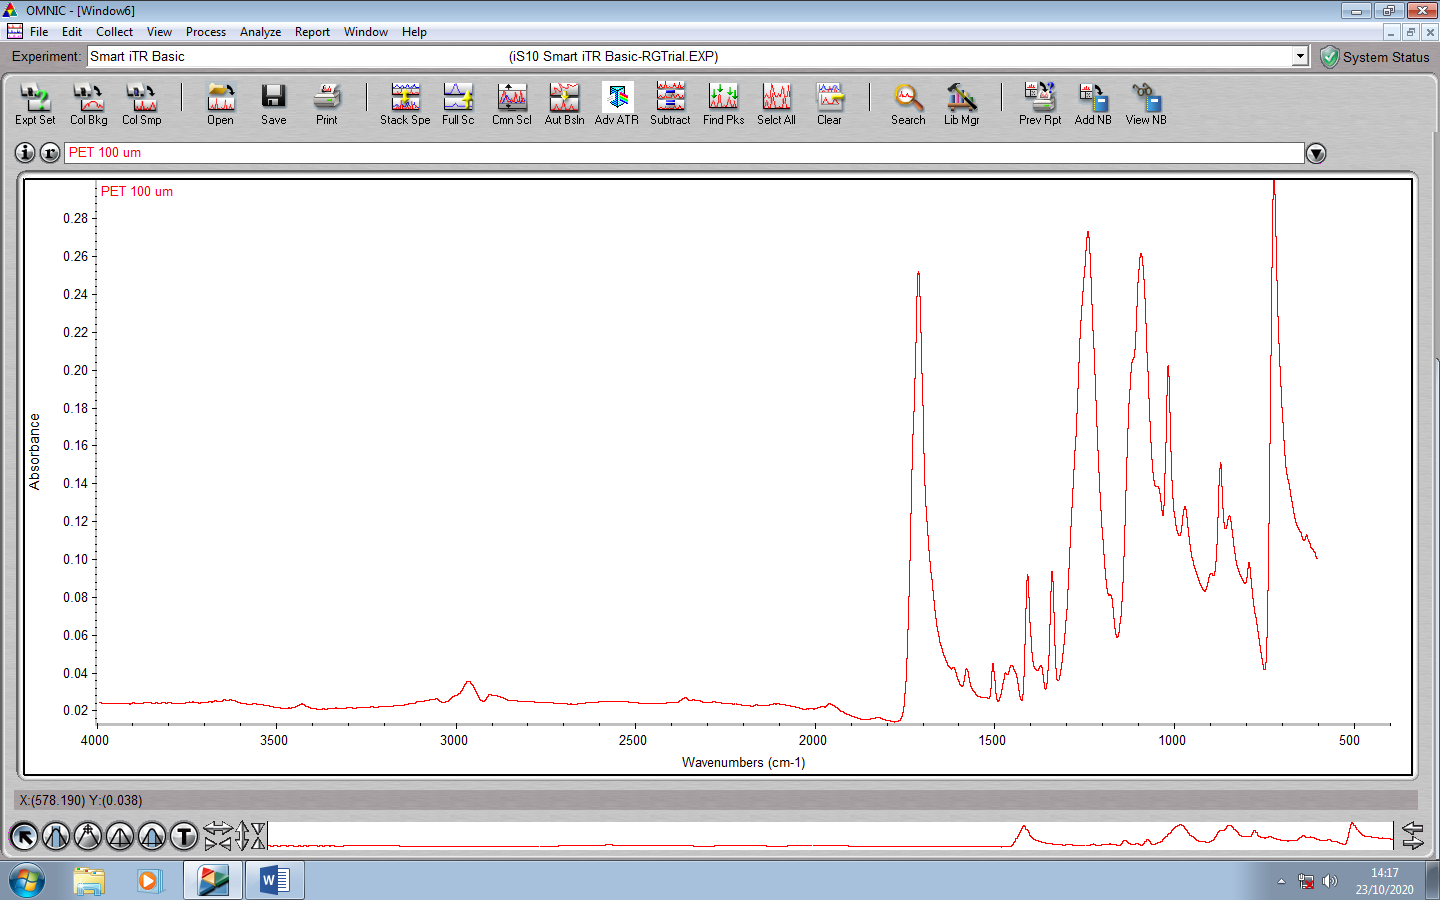 OMNIC - [Window6]
File Edit Collect View Process Analyze Report Window Help
Experiment: Smart iTR Basic (iS10 Smart iTR Basic-RGTrial.EXP) System Status
Expt Set Col Bkg Col Smp Open Save Print Stack Spe Full Sc Cmn Scl Aut Bsln Adv ATR Subtract Find Pks Selct All Clear Search Lib Mgr Prev Rpt Add NB View NB
i r PET 100 um
PET 100 um
0.28
0.26
0.24
0.22
0.20
0.18
0.16
0.14
0.12
0.10
0.08
0.06
0.04
0.02
Absorbance
4000 3500 3000 2500 2000 1500 1000 500
Wavenumbers (cm-1)
X:(578.190) Y:(0.038)
T
W
14:17
23/10/2020